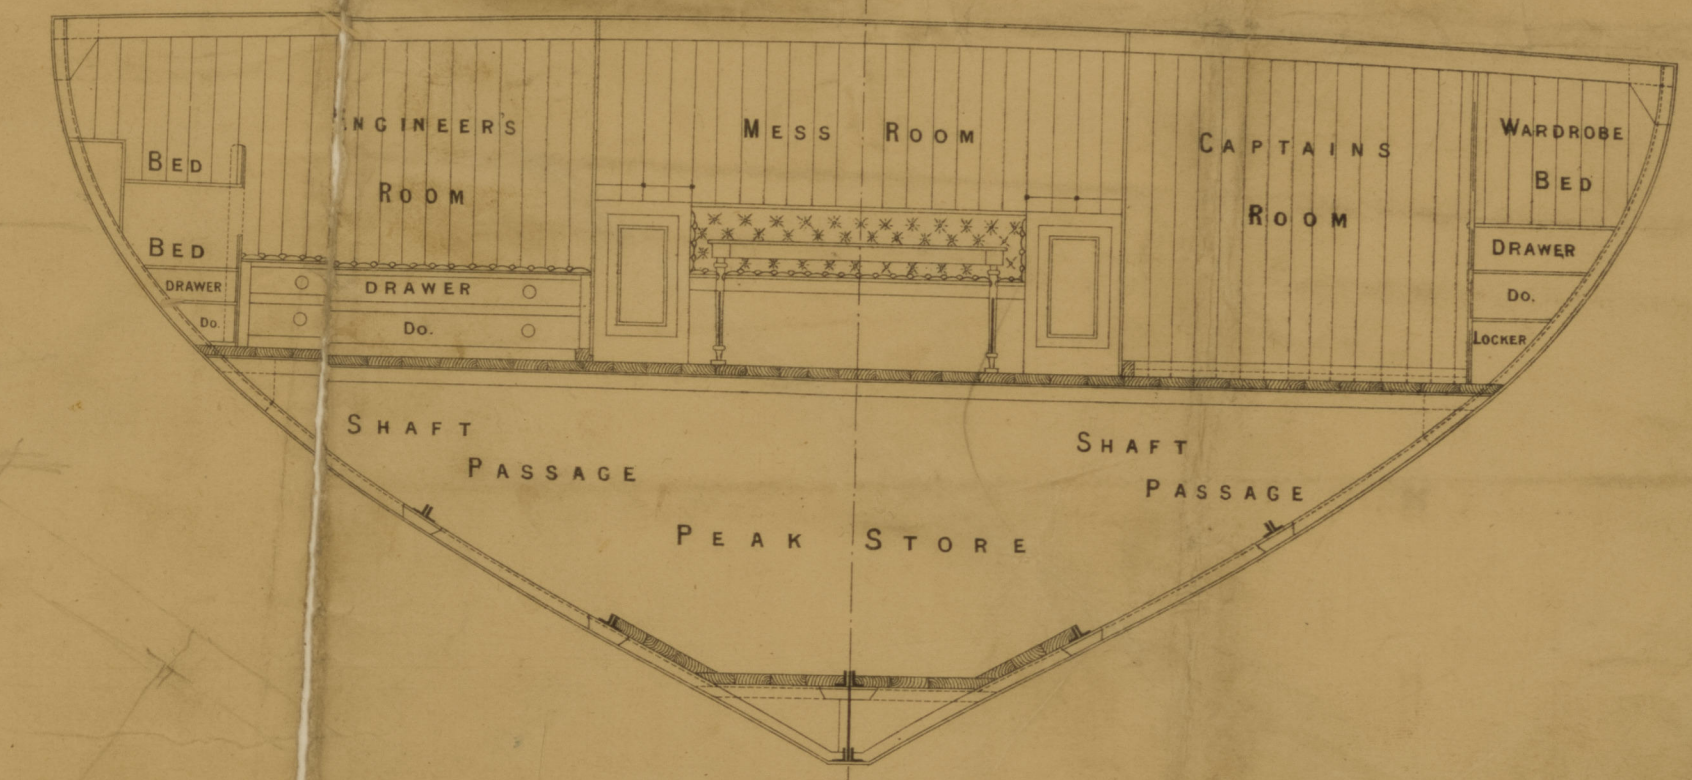 ENGINEER'S
ROOM
BED
BED
DRAWER
Do.
DRAWER
Do.
MESS ROOM
CAPTAINS
ROOM
WARDROBE
BED
DRAWER
Do.
LOCKER
SHAFT
PASSAGE
SHAFT
PASSAGE
PEAK STORE